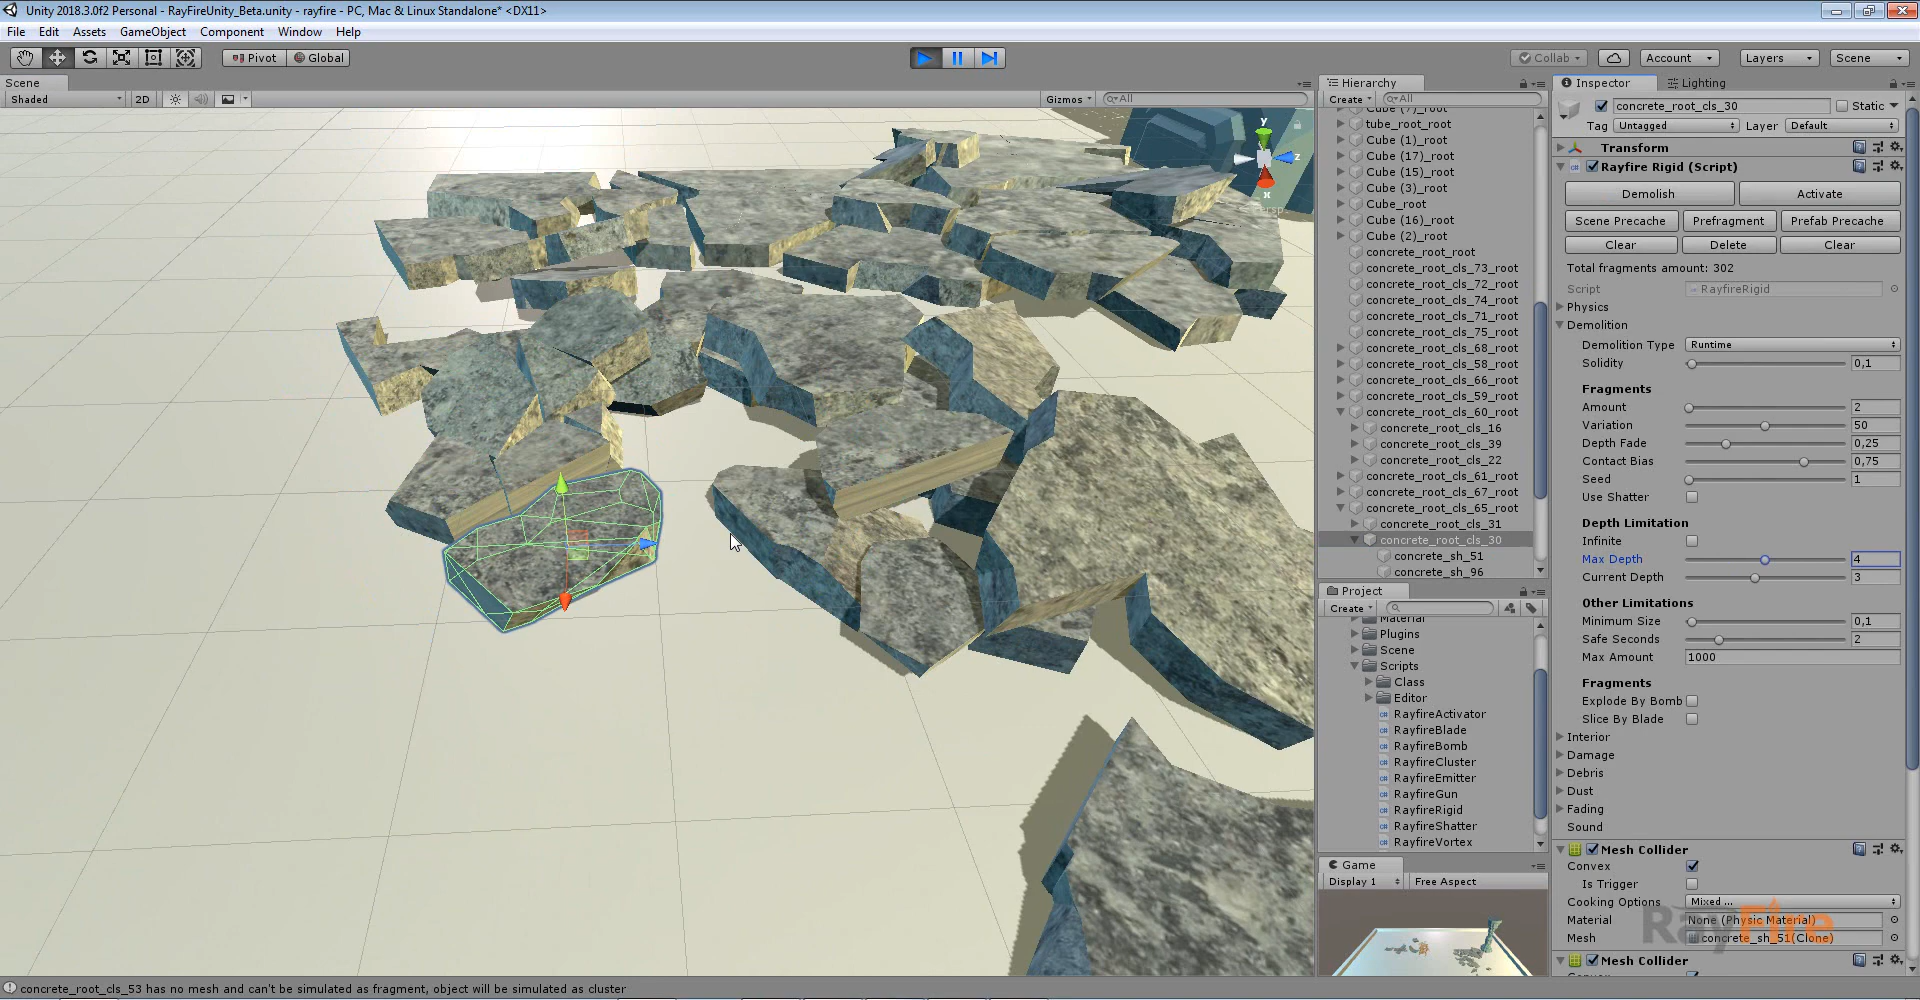 Unity 2018.3.0f2 Personal - RayFireUnity_Beta.unity - rayfire - PC, Mac & Linux Standalone* <DX11>
File Edit Assets GameObject Component Window Help
Pivot Global Collab Account Layers Scene
Scene
Shaded 2D Gizmos All
y
z
x
Persp.
Hierarchy
Create All
Cube (7)_root
tube_root_root
Cube (1)_root
Cube (17)_root
Cube (15)_root
Cube (3)_root
Cube_root
Cube (16)_root
Cube (2)_root
concrete_root_root
concrete_root_cls_73_root
concrete_root_cls_72_root
concrete_root_cls_74_root
concrete_root_cls_71_root
concrete_root_cls_75_root
concrete_root_cls_68_root
concrete_root_cls_58_root
concrete_root_cls_66_root
concrete_root_cls_59_root
concrete_root_cls_60_root
concrete_root_cls_16
concrete_root_cls_39
concrete_root_cls_22
concrete_root_cls_61_root
concrete_root_cls_67_root
concrete_root_cls_65_root
concrete_root_cls_31
concrete_root_cls_30
concrete_sh_51
concrete_sh_96
Project
Create
Material
Plugins
Scene
Scripts
Class
Editor
RayfireActivator
RayfireBlade
RayfireBomb
RayfireCluster
RayfireEmitter
RayfireGun
RayfireRigid
RayfireShatter
RayfireVortex
Game
Display 1 Free Aspect
Inspector Lighting
concrete_root_cls_30 Static
Tag Untagged Layer Default
Transform
Rayfire Rigid (Script)
Demolish Activate
Scene Precache Prefragment Prefab Precache
Clear Delete Clear
Total fragments amount: 302
Script RayfireRigid
Physics
Demolition
Demolition Type Runtime
Solidity 0,1
Fragments
Amount 2
Variation 50
Depth Fade 0,25
Contact Bias 0,75
Seed 1
Use Shatter
Depth Limitation
Infinite
Max Depth 4
Current Depth 3
Other Limitations
Minimum Size 0,1
Safe Seconds 2
Max Amount 1000
Fragments
Explode By Bomb
Slice By Blade
Interior
Damage
Debris
Dust
Fading
Sound
Mesh Collider
Convex
Is Trigger
Cooking Options Mixed ...
Material None (Physic Material)
Mesh concrete_sh_51(Clone)
RayFire
Mesh Collider
concrete_root_cls_53 has no mesh and can't be simulated as fragment, object will be simulated as cluster